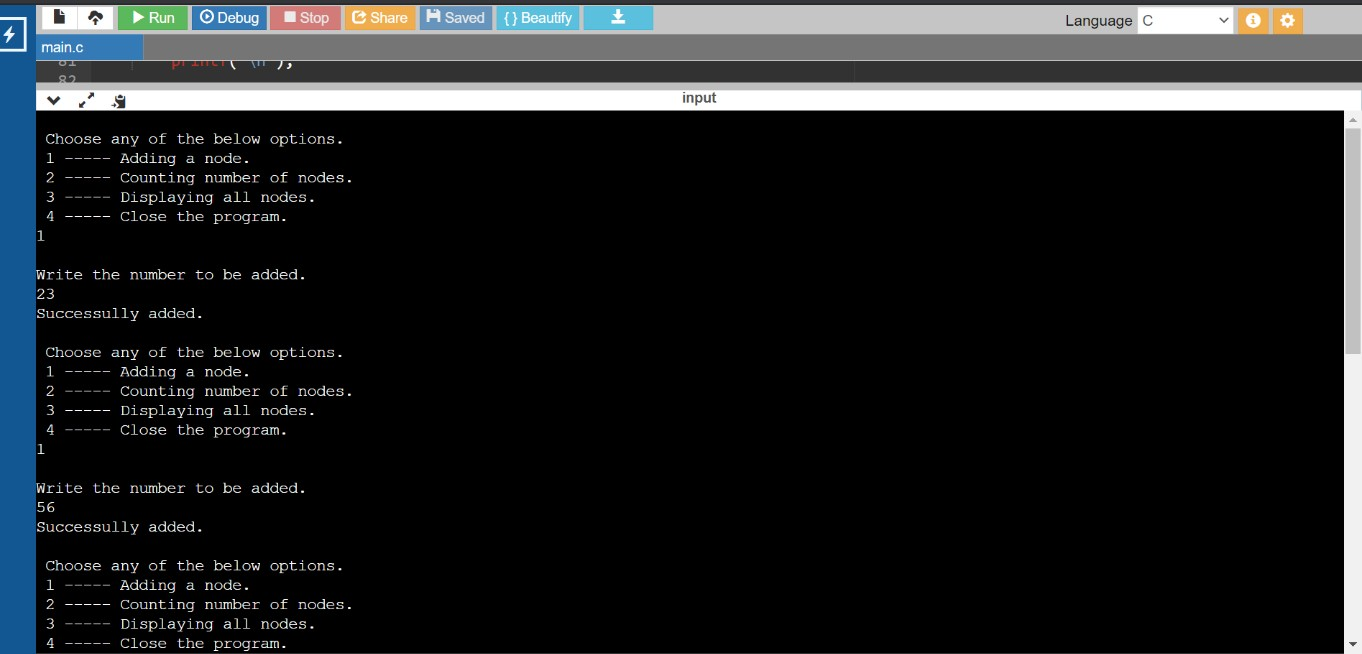 Run Debug Stop Share Saved { } Beautify
Language C
main.c
81 printf("\n");
82
input
Choose any of the below options.
1 ----- Adding a node.
2 ----- Counting number of nodes.
3 ----- Displaying all nodes.
4 ----- Close the program.
1
Write the number to be added.
23
Successully added.
Choose any of the below options.
1 ----- Adding a node.
2 ----- Counting number of nodes.
3 ----- Displaying all nodes.
4 ----- Close the program.
1
Write the number to be added.
56
Successully added.
Choose any of the below options.
1 ----- Adding a node.
2 ----- Counting number of nodes.
3 ----- Displaying all nodes.
4 ----- Close the program.